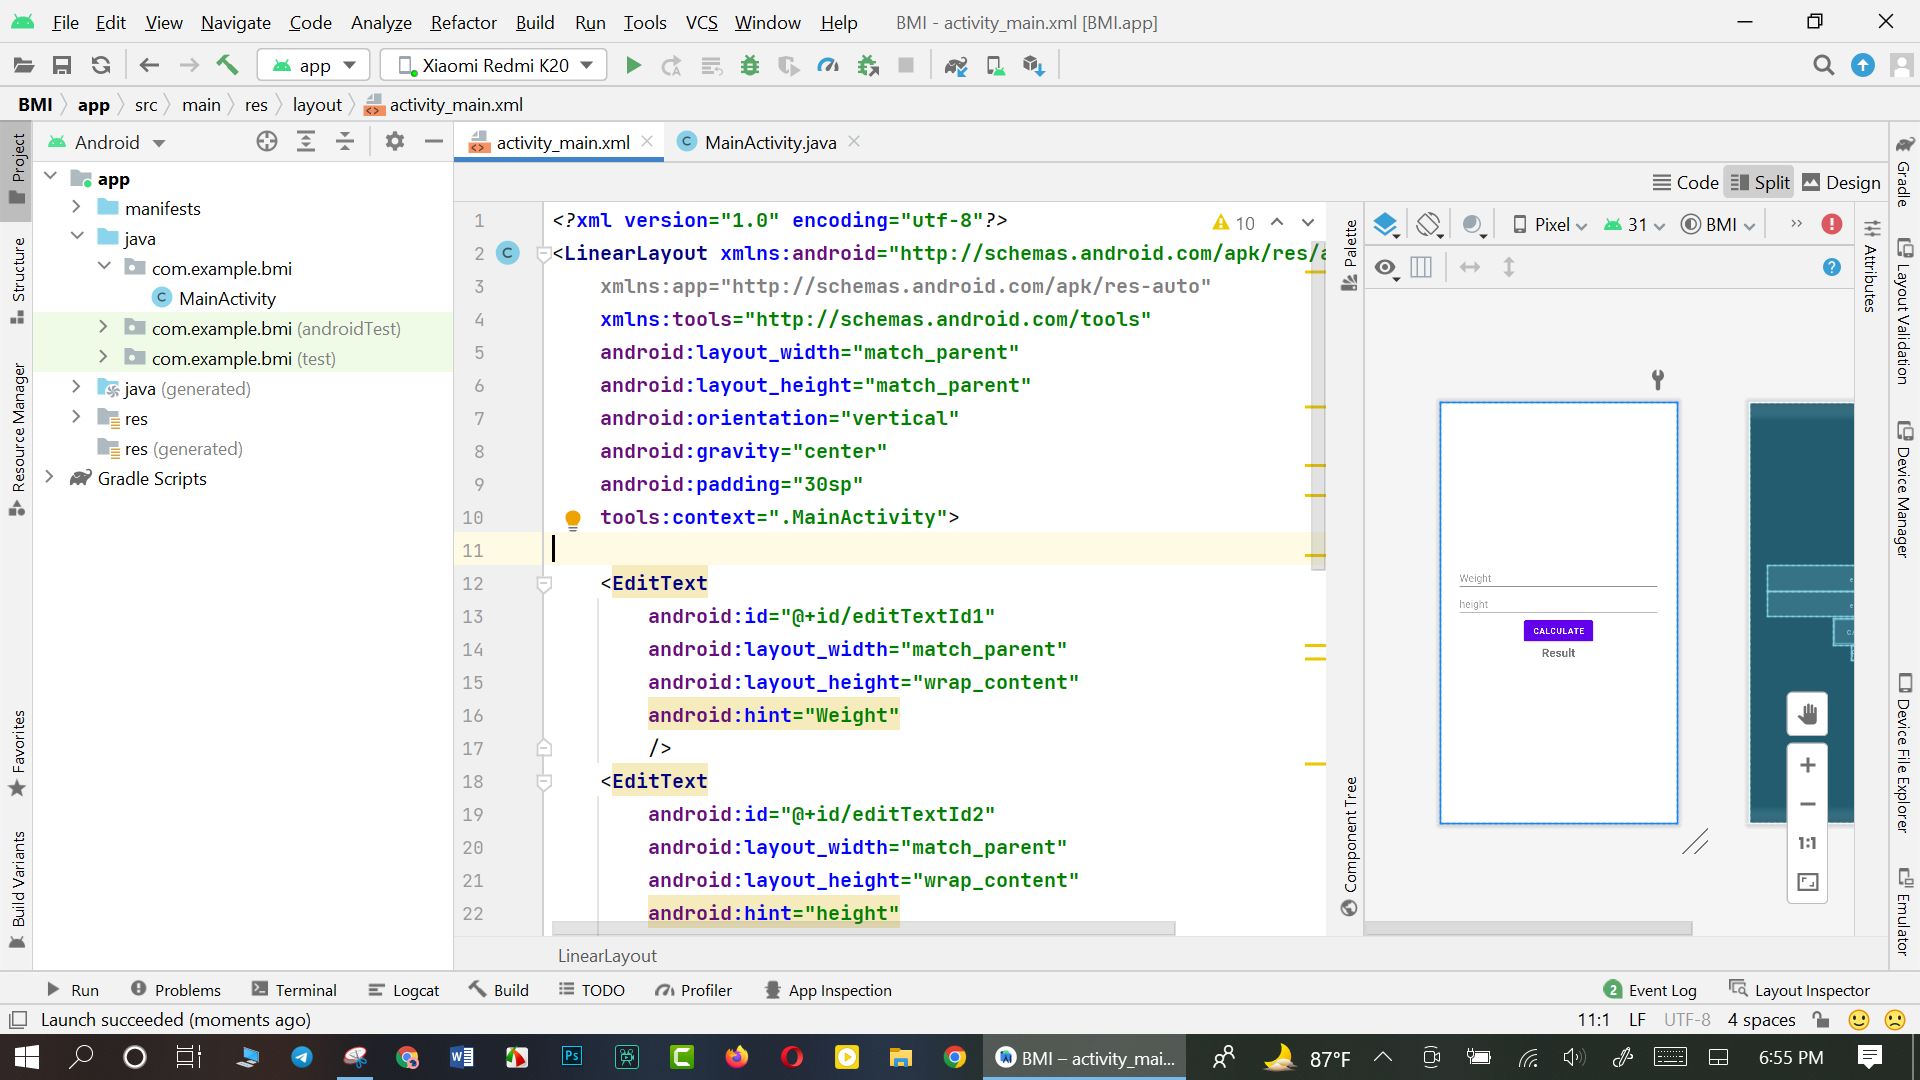 File Edit View Navigate Code Analyze Refactor Build Run Tools VCS Window Help BMI - activity_main.xml [BMI.app]
app Xiaomi Redmi K20
BMI app src main res layout activity_main.xml
Android
activity_main.xml MainActivity.java
Code Split Design
Project
Structure
Resource Manager
Favorites
Build Variants
app
manifests
java
com.example.bmi
MainActivity
com.example.bmi (androidTest)
com.example.bmi (test)
java (generated)
res
res (generated)
Gradle Scripts
10
1 <?xml version="1.0" encoding="utf-8"?>
2 <LinearLayout xmlns:android="http://schemas.android.com/apk/res/a
3 xmlns:app="http://schemas.android.com/apk/res-auto"
4 xmlns:tools="http://schemas.android.com/tools"
5 android:layout_width="match_parent"
6 android:layout_height="match_parent"
7 android:orientation="vertical"
8 android:gravity="center"
9 android:padding="30sp"
10 tools:context=".MainActivity">
11
12 <EditText
13 android:id="@+id/editTextId1"
14 android:layout_width="match_parent"
15 android:layout_height="wrap_content"
16 android:hint="Weight"
17 />
18 <EditText
19 android:id="@+id/editTextId2"
20 android:layout_width="match_parent"
21 android:layout_height="wrap_content"
22 android:hint="height"
LinearLayout
Palette
Component Tree
Pixel 31 BMI
Weight
height
CALCULATE
Result
1:1
Attributes
Gradle
Layout Validation
Device Manager
Device File Explorer
Emulator
Run Problems Terminal Logcat Build TODO Profiler App Inspection 2 Event Log Layout Inspector
Launch succeeded (moments ago) 11:1 LF UTF-8 4 spaces
BMI – activity_mai... 87°F 6:55 PM